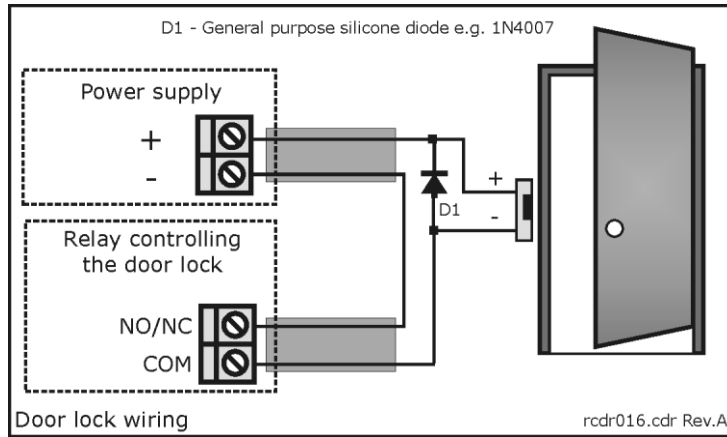 D1 - General purpose silicone diode e.g. 1N4007
Power supply
+
-
+
-
D1
Relay controlling
the door lock
NO/NC
COM
Door lock wiring
rcdr016.cdr Rev.A